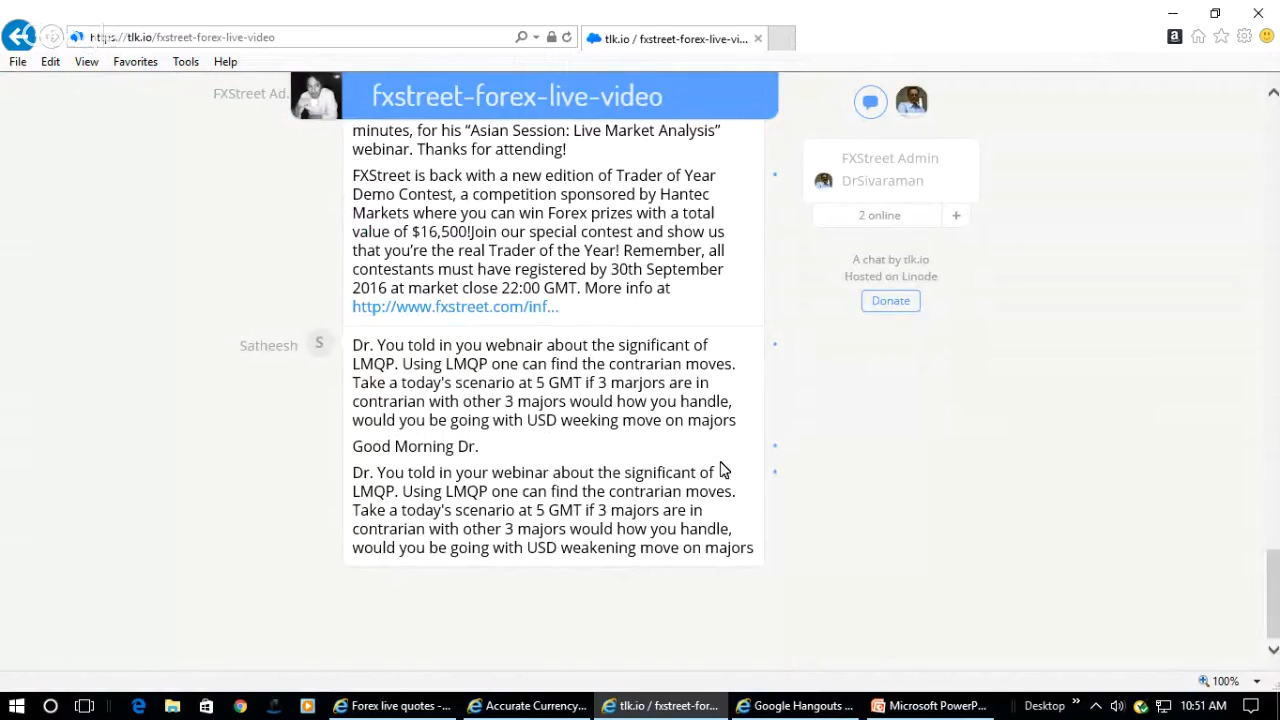 https://tlk.io/fxstreet-forex-live-video
tlk.io / fxstreet-forex-live-vi...
File Edit View Favorites Tools Help
FXStreet Ad.
fxstreet-forex-live-video
minutes, for his “Asian Session: Live Market Analysis”
webinar. Thanks for attending!
FXStreet is back with a new edition of Trader of Year
Demo Contest, a competition sponsored by Hantec
Markets where you can win Forex prizes with a total
value of $16,500!Join our special contest and show us
that you’re the real Trader of the Year! Remember, all
contestants must have registered by 30th September
2016 at market close 22:00 GMT. More info at
http://www.fxstreet.com/inf...
Satheesh
S
Dr. You told in you webnair about the significant of
LMQP. Using LMQP one can find the contrarian moves.
Take a today's scenario at 5 GMT if 3 marjors are in
contrarian with other 3 majors would how you handle,
would you be going with USD weeking move on majors
Good Morning Dr.
Dr. You told in your webinar about the significant of
LMQP. Using LMQP one can find the contrarian moves.
Take a today's scenario at 5 GMT if 3 majors are in
contrarian with other 3 majors would how you handle,
would you be going with USD weakening move on majors
FXStreet Admin
DrSivaraman
2 online +
A chat by tlk.io
Hosted on Linode
Donate
100%
Forex live quotes -...
Accurate Currency...
tlk.io / fxstreet-for...
Google Hangouts ...
Microsoft PowerP...
Desktop
10:51 AM